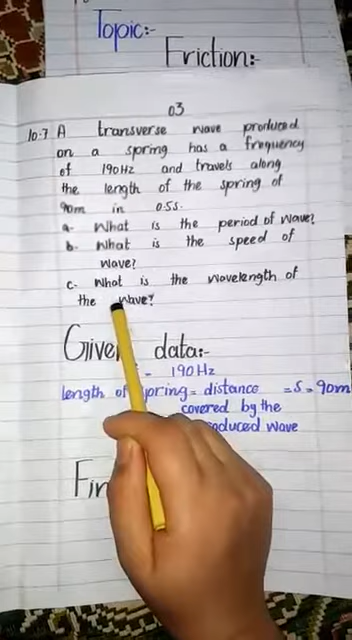 Topic:-
Friction:-
03
10.7 A transverse wave produced
on a spring has a frequency
of 190Hz and travels along
the length of the spring of
90m in 0.5s.
a- What is the period of wave?
b- What is the speed of
wave?
c- What is the wavelength of
the wave?
Given data:-
= 190Hz
length of spring = distance = S = 90m
covered by the
produced wave